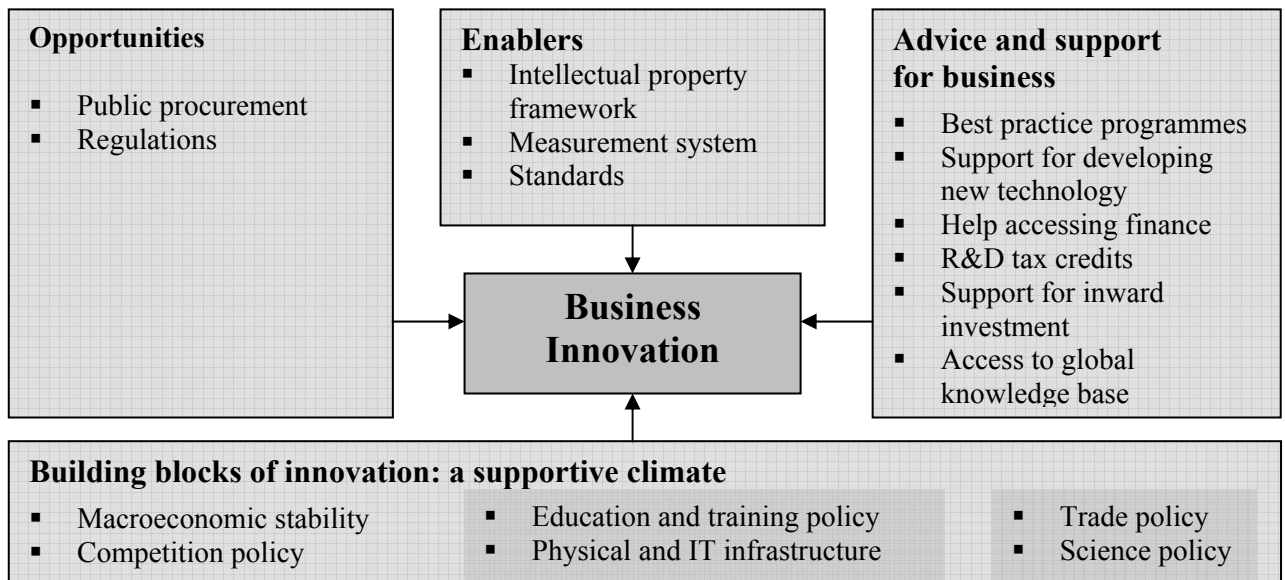 Opportunities
▪ Public procurement
▪ Regulations
Enablers
▪ Intellectual property
framework
▪ Measurement system
▪ Standards
Advice and support
for business
▪ Best practice programmes
▪ Support for developing
new technology
▪ Help accessing finance
▪ R&D tax credits
▪ Support for inward
investment
▪ Access to global
knowledge base
Business
Innovation
Building blocks of innovation: a supportive climate
▪ Macroeconomic stability
▪ Competition policy
▪ Education and training policy
▪ Physical and IT infrastructure
▪ Trade policy
▪ Science policy